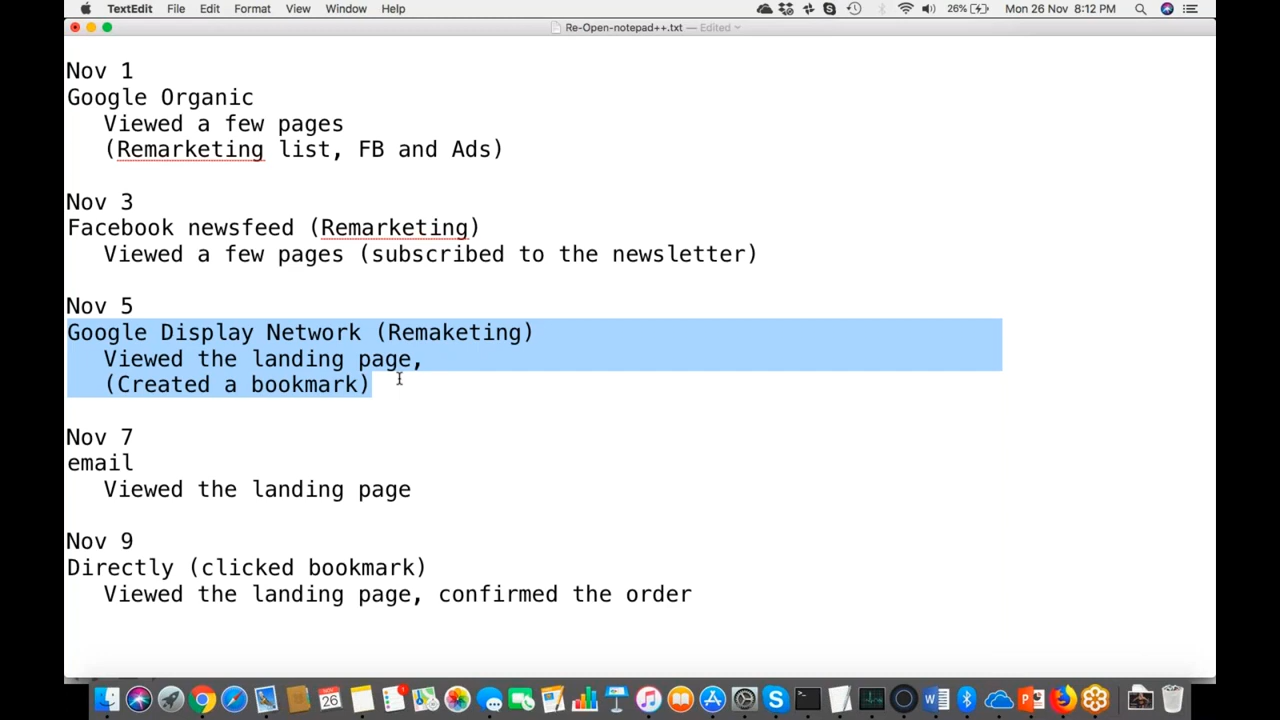 TextEdit File Edit Format View Window Help 26% Mon 26 Nov 8:12 PM
Re-Open-notepad++.txt — Edited
Nov 1
Google Organic
Viewed a few pages
(Remarketing list, FB and Ads)
Nov 3
Facebook newsfeed (Remarketing)
Viewed a few pages (subscribed to the newsletter)
Nov 5
Google Display Network (Remaketing)
Viewed the landing page,
(Created a bookmark)
Nov 7
email
Viewed the landing page
Nov 9
Directly (clicked bookmark)
Viewed the landing page, confirmed the order